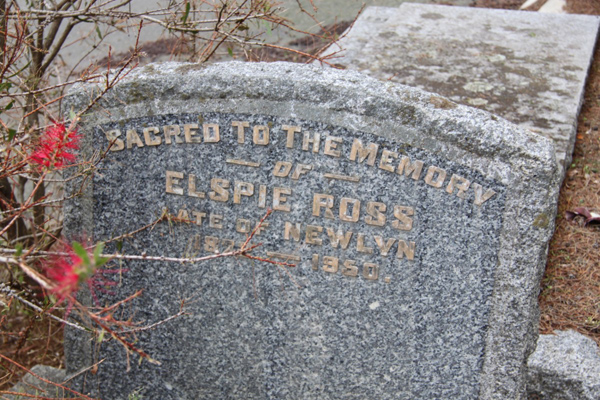 SACRED TO THE MEMORY
OF
ELSPIE ROSS
LATE OF NEWLYN
1950.